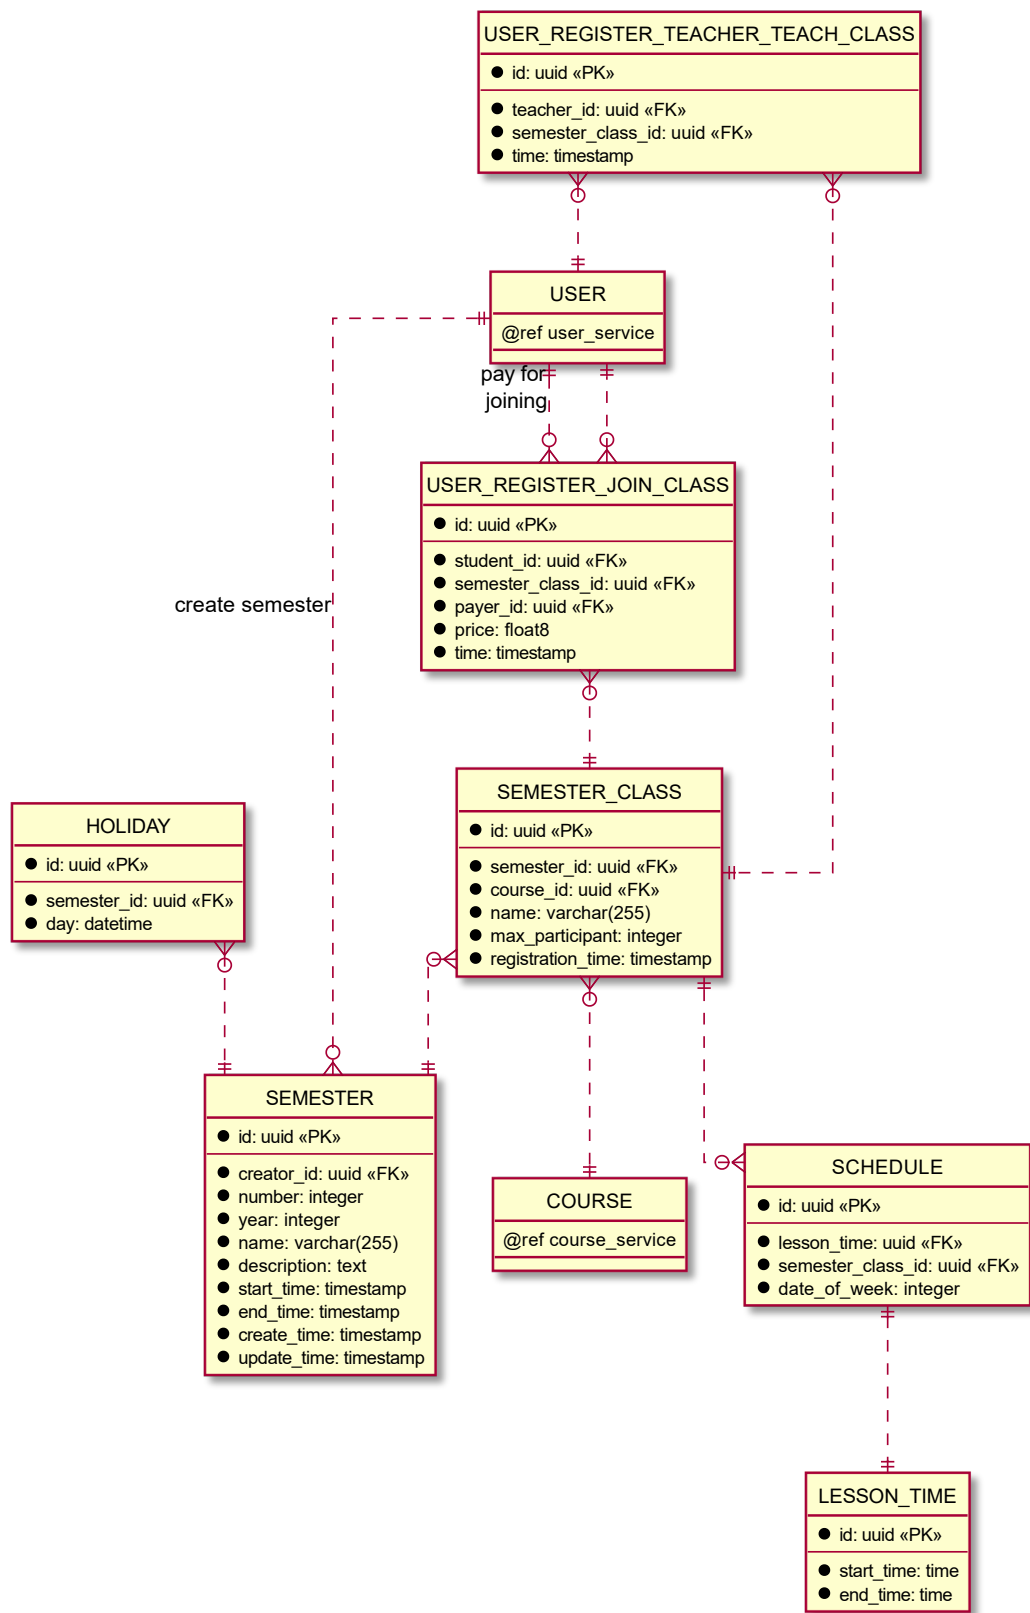 USER_REGISTER_TEACHER_TEACH_CLASS
id: uuid «PK»
teacher_id: uuid «FK»
semester_class_id: uuid «FK»
time: timestamp
USER
@ref user_service
pay for
joining
USER_REGISTER_JOIN_CLASS
id: uuid «PK»
student_id: uuid «FK»
semester_class_id: uuid «FK»
payer_id: uuid «FK»
price: float8
time: timestamp
create semester
SEMESTER_CLASS
id: uuid «PK»
semester_id: uuid «FK»
course_id: uuid «FK»
name: varchar(255)
max_participant: integer
registration_time: timestamp
HOLIDAY
id: uuid «PK»
semester_id: uuid «FK»
day: datetime
SEMESTER
id: uuid «PK»
creator_id: uuid «FK»
number: integer
year: integer
name: varchar(255)
description: text
start_time: timestamp
end_time: timestamp
create_time: timestamp
update_time: timestamp
COURSE
@ref course_service
SCHEDULE
id: uuid «PK»
lesson_time: uuid «FK»
semester_class_id: uuid «FK»
date_of_week: integer
LESSON_TIME
id: uuid «PK»
start_time: time
end_time: time